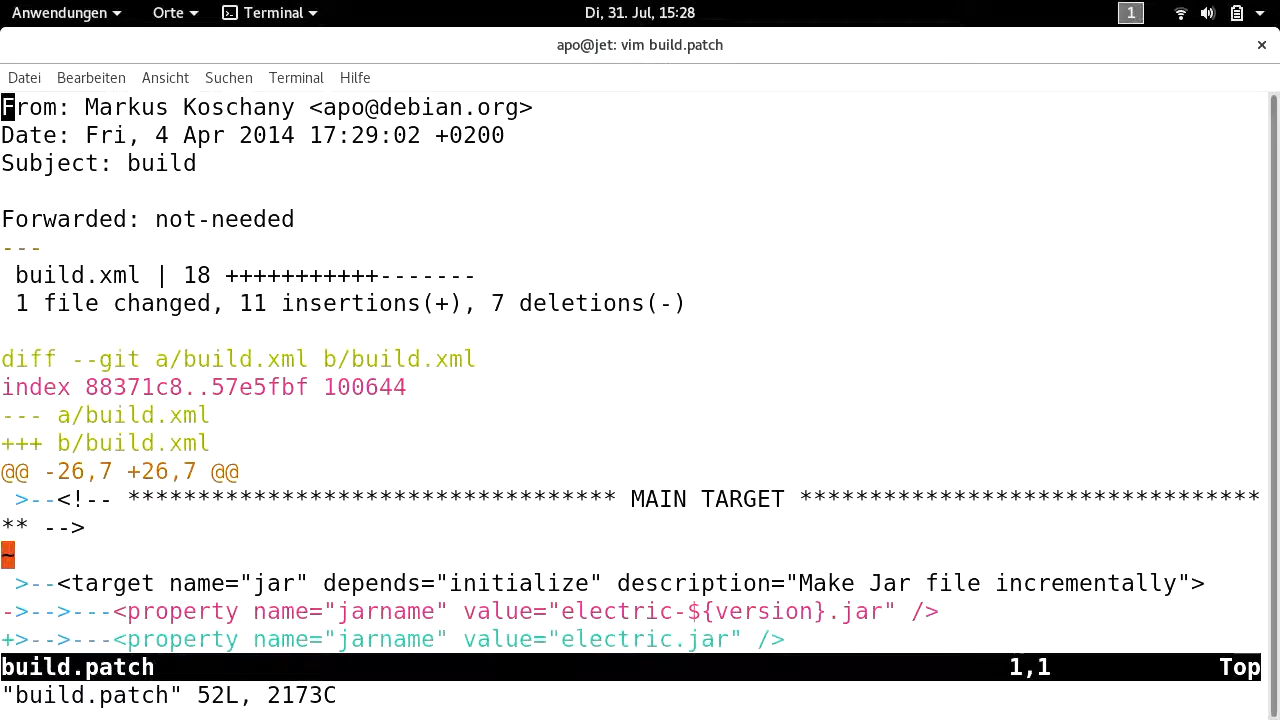 Anwendungen Orte Terminal Di, 31. Jul, 15:28 1
apo@jet: vim build.patch ×
Datei Bearbeiten Ansicht Suchen Terminal Hilfe
From: Markus Koschany <apo@debian.org>
Date: Fri, 4 Apr 2014 17:29:02 +0200
Subject: build
Forwarded: not-needed
---
 build.xml | 18 +++++++++++-------
 1 file changed, 11 insertions(+), 7 deletions(-)
diff --git a/build.xml b/build.xml
index 88371c8..57e5fbf 100644
--- a/build.xml
+++ b/build.xml
@@ -26,7 +26,7 @@
 >--<!-- *********************************** MAIN TARGET *********************************
** -->
~
 >--<target name="jar" depends="initialize" description="Make Jar file incrementally">
->-->---<property name="jarname" value="electric-${version}.jar" />
+>-->---<property name="jarname" value="electric.jar" />
build.patch 1,1 Top
"build.patch" 52L, 2173C